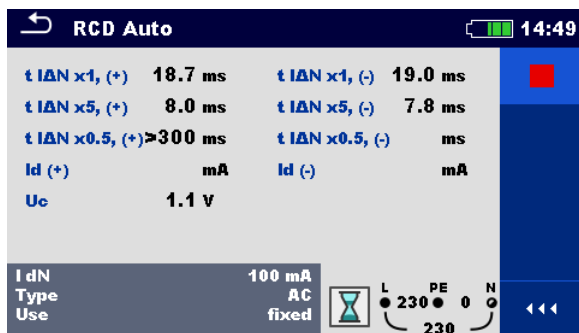 RCD Auto 14:49
t IΔN x1, (+) 18.7 ms t IΔN x1, (-) 19.0 ms
t IΔN x5, (+) 8.0 ms t IΔN x5, (-) 7.8 ms
t IΔN x0.5, (+) >300 ms t IΔN x0.5, (-) ms
Id (+) mA Id (-) mA
Uc 1.1 V
I dN 100 mA
Type AC
Use fixed
L PE N
230 0
230